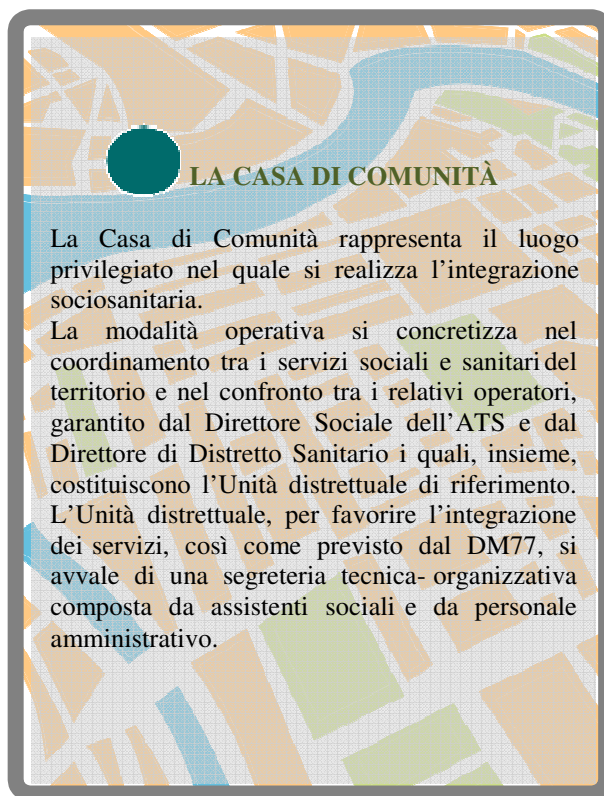 LA CASA DI COMUNITÀ
La Casa di Comunità rappresenta il luogo
privilegiato nel quale si realizza l'integrazione
sociosanitaria.
La modalità operativa si concretizza nel
coordinamento tra i servizi sociali e sanitari del
territorio e nel confronto tra i relativi operatori,
garantito dal Direttore Sociale dell'ATS e dal
Direttore di Distretto Sanitario i quali, insieme,
costituiscono l'Unità distrettuale di riferimento.
L'Unità distrettuale, per favorire l'integrazione
dei servizi, così come previsto dal DM77, si
avvale di una segreteria tecnica- organizzativa
composta da assistenti sociali e da personale
amministrativo.